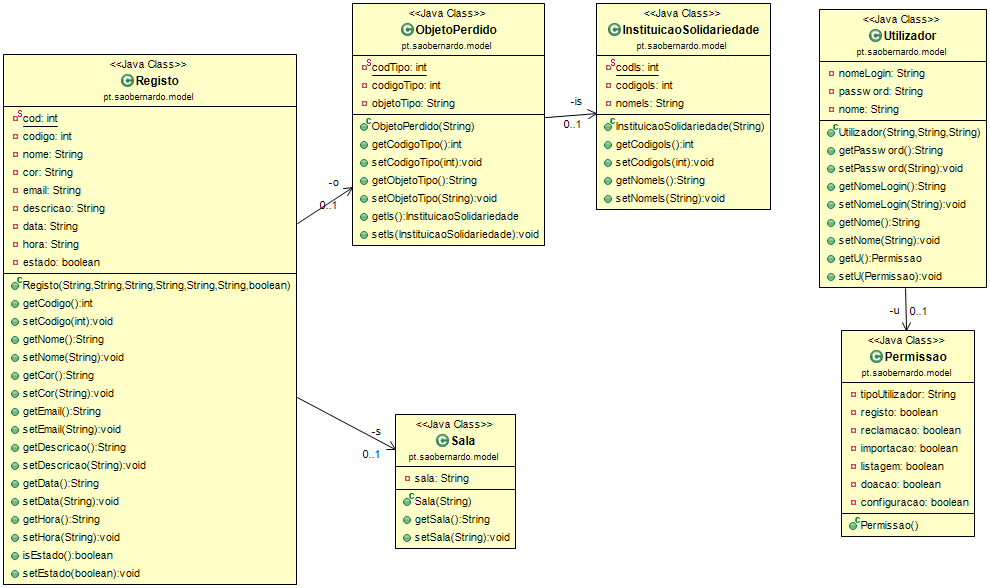 <<Java Class>>
Registo
pt.saobernardo.model
cod: int
codigo: int
nome: String
cor: String
email: String
descricao: String
data: String
hora: String
estado: boolean
Registo(String,String,String,String,String,String,boolean)
getCodigo():int
setCodigo(int):void
getNome():String
setNome(String):void
getCor():String
setCor(String):void
getEmail():String
setEmail(String):void
getDescricao():String
setDescricao(String):void
getData():String
setData(String):void
getHora():String
setHora(String):void
isEstado():boolean
setEstado(boolean):void
-o
0..1
<<Java Class>>
ObjetoPerdido
pt.saobernardo.model
codTipo: int
codigoTipo: int
objetoTipo: String
ObjetoPerdido(String)
getCodigoTipo():int
setCodigoTipo(int):void
getObjetoTipo():String
setObjetoTipo(String):void
getIs():InstituicaoSolidariedade
setIs(InstituicaoSolidariedade):void
-is
0..1
<<Java Class>>
InstituicaoSolidariedade
pt.saobernardo.model
codIs: int
codigoIs: int
nomeIs: String
InstituicaoSolidariedade(String)
getCodigoIs():int
setCodigoIs(int):void
getNomeIs():String
setNomeIs(String):void
-s
0..1
<<Java Class>>
Sala
pt.saobernardo.model
sala: String
Sala(String)
getSala():String
setSala(String):void
<<Java Class>>
Utilizador
pt.saobernardo.model
nomeLogin: String
password: String
nome: String
Utilizador(String,String,String)
getPassword():String
setPassword(String):void
getNomeLogin():String
setNomeLogin(String):void
getNome():String
setNome(String):void
getU():Permissao
setU(Permissao):void
-u
0..1
<<Java Class>>
Permissao
pt.saobernardo.model
tipoUtilizador: String
registo: boolean
reclamacao: boolean
importacao: boolean
listagem: boolean
doacao: boolean
configuracao: boolean
Permissao()